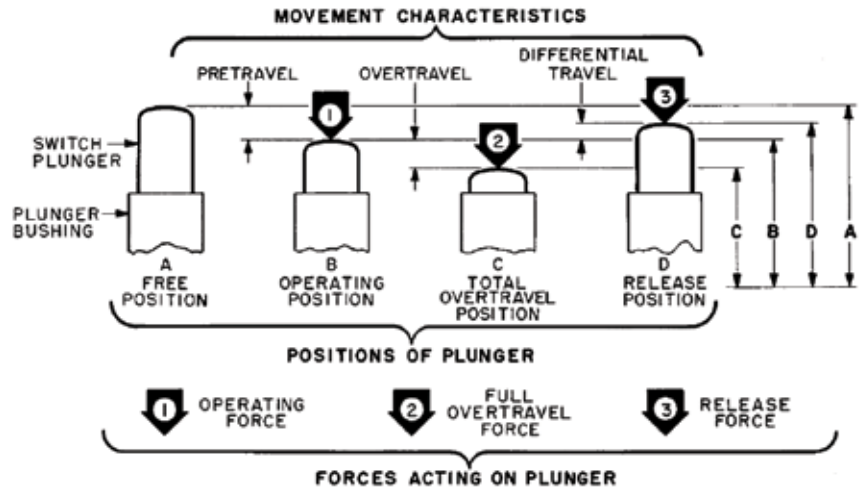 MOVEMENT CHARACTERISTICS
PRETRAVEL
OVERTRAVEL
DIFFERENTIAL
TRAVEL
1
2
3
SWITCH
PLUNGER
PLUNGER
BUSHING
C
B
D
A
A
FREE
POSITION
B
OPERATING
POSITION
C
TOTAL
OVERTRAVEL
POSITION
D
RELEASE
POSITION
POSITIONS OF PLUNGER
1
OPERATING
FORCE
2
FULL
OVERTRAVEL
FORCE
3
RELEASE
FORCE
FORCES ACTING ON PLUNGER